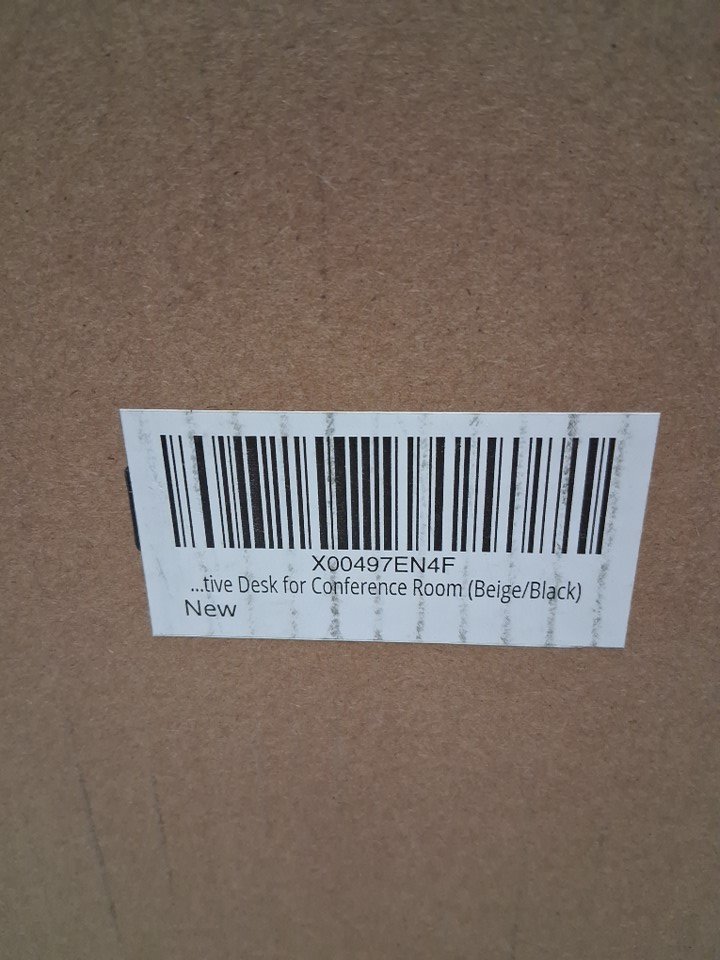 X00497EN4F
...tive Desk for Conference Room (Beige/Black)
New